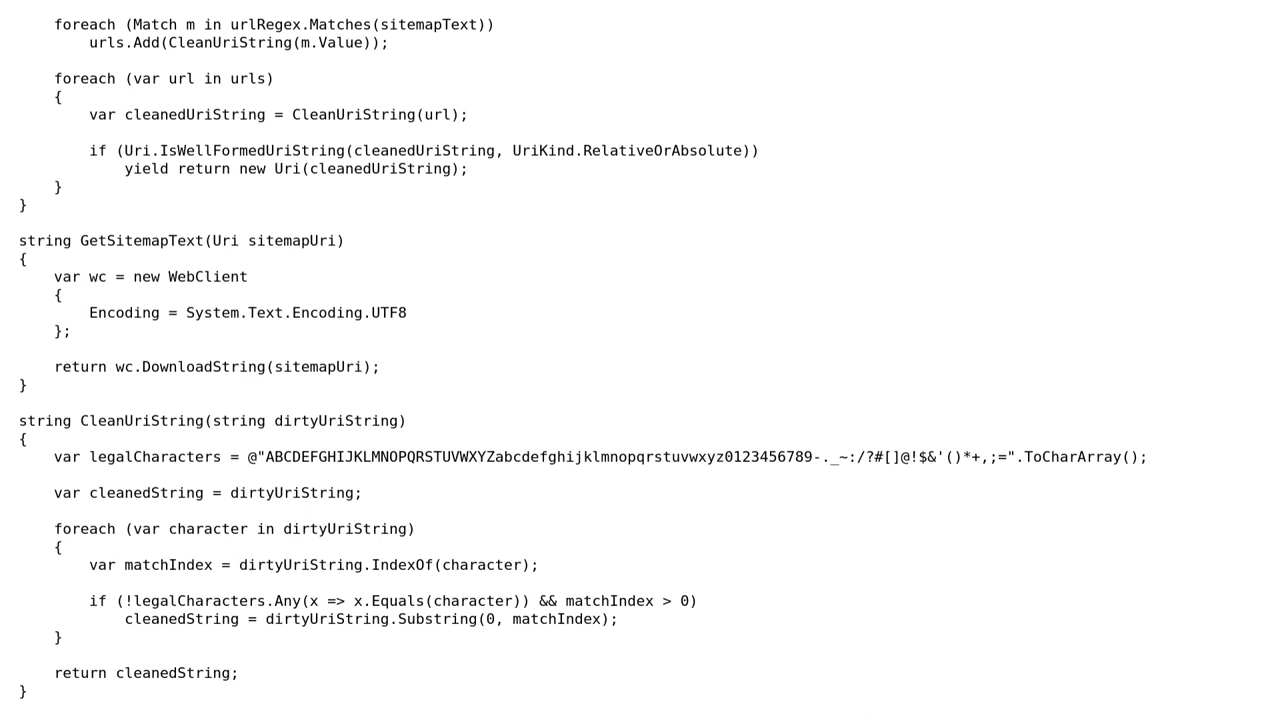 foreach (Match m in urlRegex.Matches(sitemapText))
urls.Add(CleanUriString(m.Value));
foreach (var url in urls)
{
var cleanedUriString = CleanUriString(url);
if (Uri.IsWellFormedUriString(cleanedUriString, UriKind.RelativeOrAbsolute))
yield return new Uri(cleanedUriString);
}
}
string GetSitemapText(Uri sitemapUri)
{
var wc = new WebClient
{
Encoding = System.Text.Encoding.UTF8
};
return wc.DownloadString(sitemapUri);
}
string CleanUriString(string dirtyUriString)
{
var legalCharacters = @"ABCDEFGHIJKLMNOPQRSTUVWXYZabcdefghijklmnopqrstuvwxyz0123456789-._~:/?#[]@!$&'()*+,;=".ToCharArray();
var cleanedString = dirtyUriString;
foreach (var character in dirtyUriString)
{
var matchIndex = dirtyUriString.IndexOf(character);
if (!legalCharacters.Any(x => x.Equals(character)) && matchIndex > 0)
cleanedString = dirtyUriString.Substring(0, matchIndex);
}
return cleanedString;
}